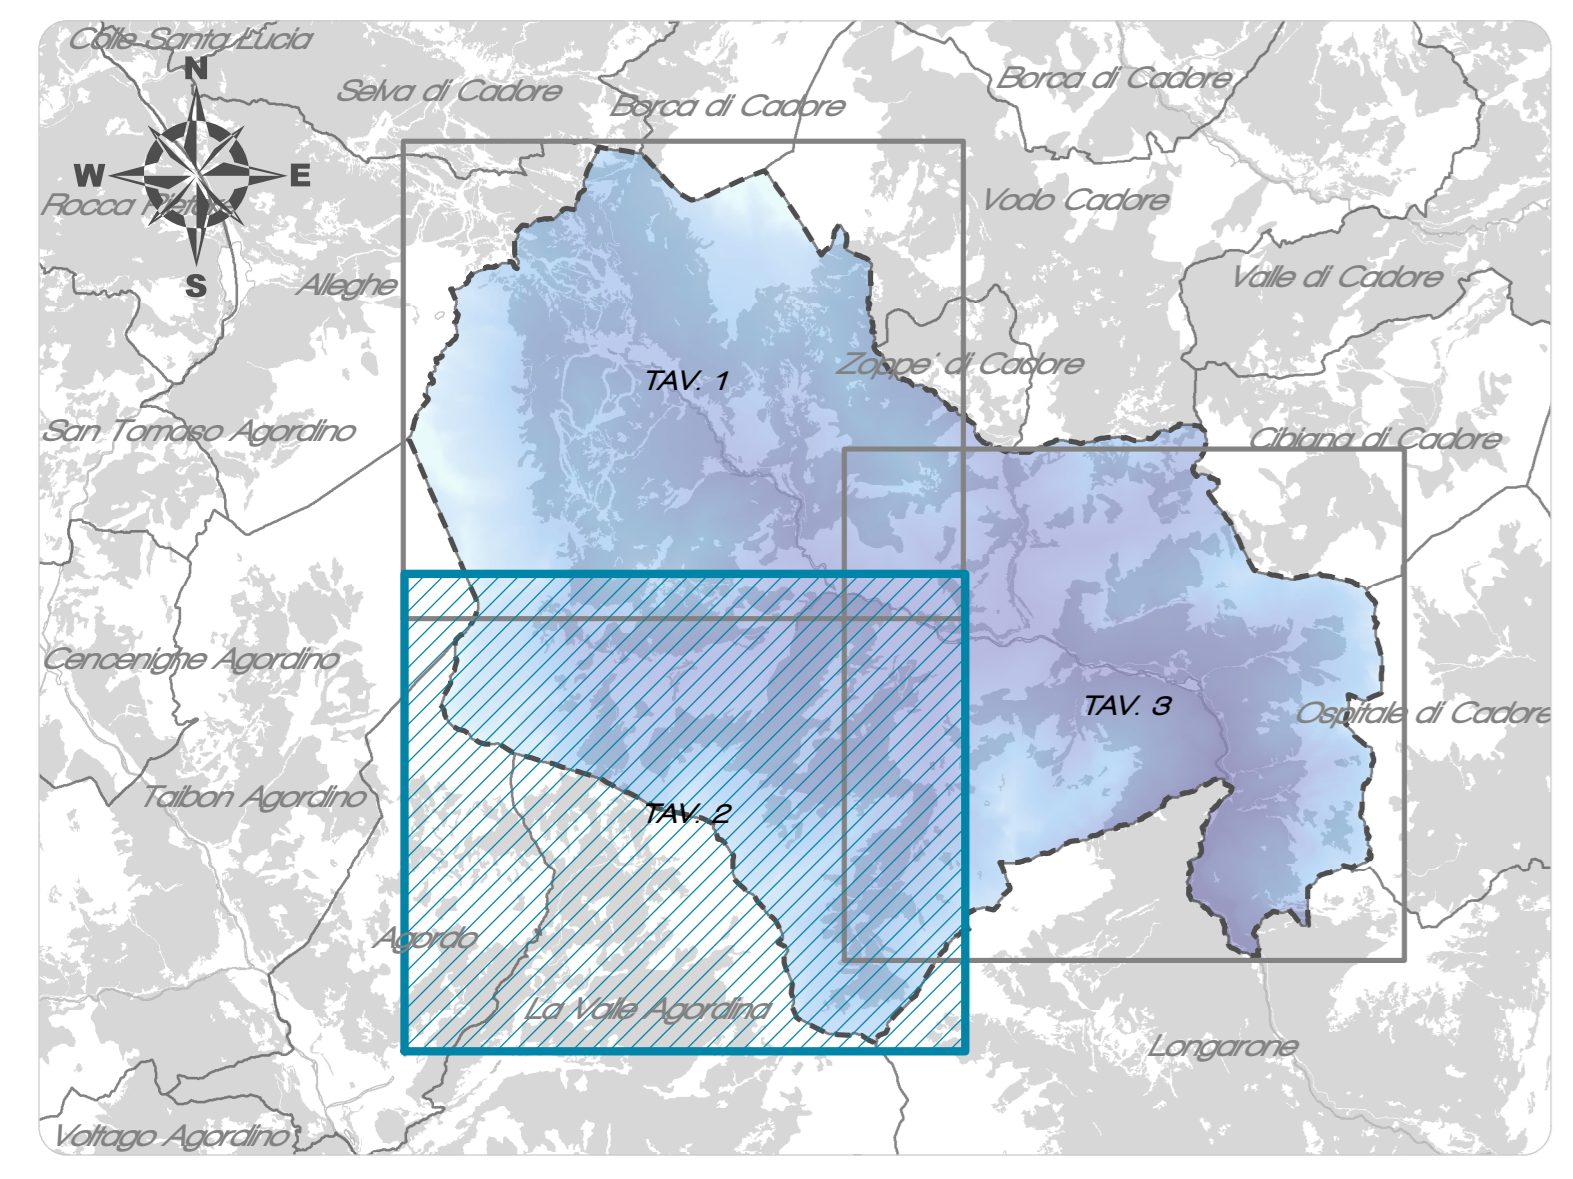 Colle Santa Lucia
N
Selva di Cadore
Borca di Cadore
Borca di Cadore
W
E
Rocca Pietore
Vodo Cadore
S
Alleghe
Valle di Cadore
Zoppe' di Cadore
TAV. 1
San Tomaso Agordino
Cibiana di Cadore
Cencenighe Agordino
TAV. 3
Ospitale di Cadore
Taibon Agordino
TAV. 2
Agordo
La Valle Agordina
Longarone
Voltago Agordino